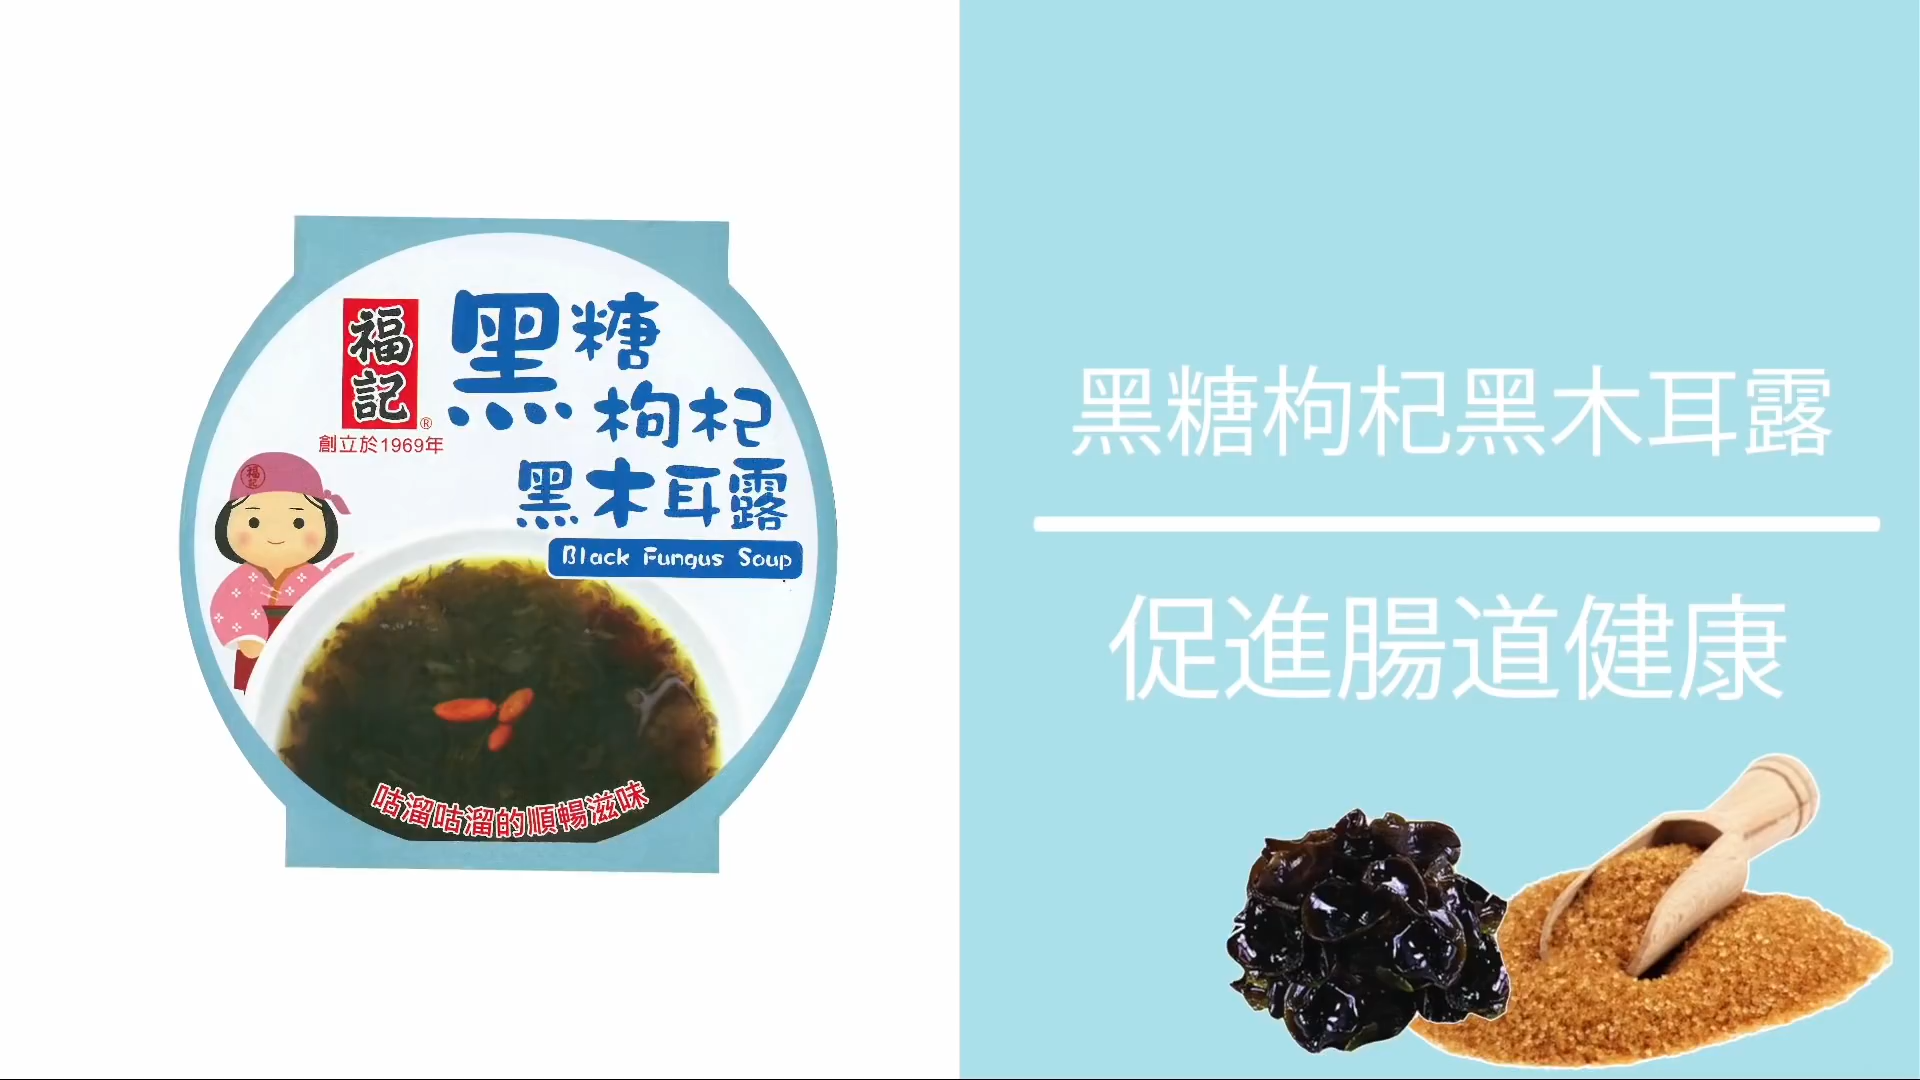 福記
®
創立於1969年
黑糖
枸杞
黑木耳露
Black Fungus Soup
福記
咕溜咕溜的順暢滋味
黑糖枸杞黑木耳露
促進腸道健康